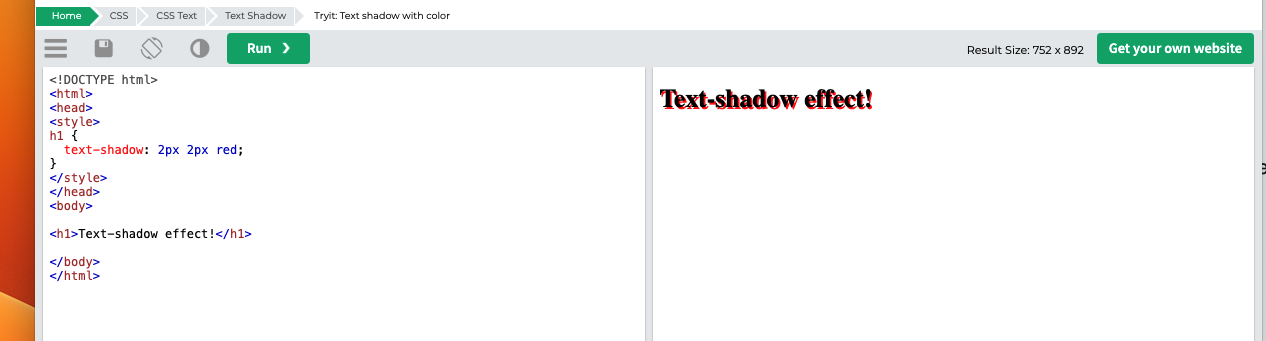 Home CSS CSS Text Text Shadow Tryit: Text shadow with color
Run ❯ Result Size: 752 x 892 Get your own website
<!DOCTYPE html>
<html>
<head>
<style>
h1 {
  text-shadow: 2px 2px red;
}
</style>
</head>
<body>

<h1>Text-shadow effect!</h1>

</body>
</html>
Text-shadow effect!